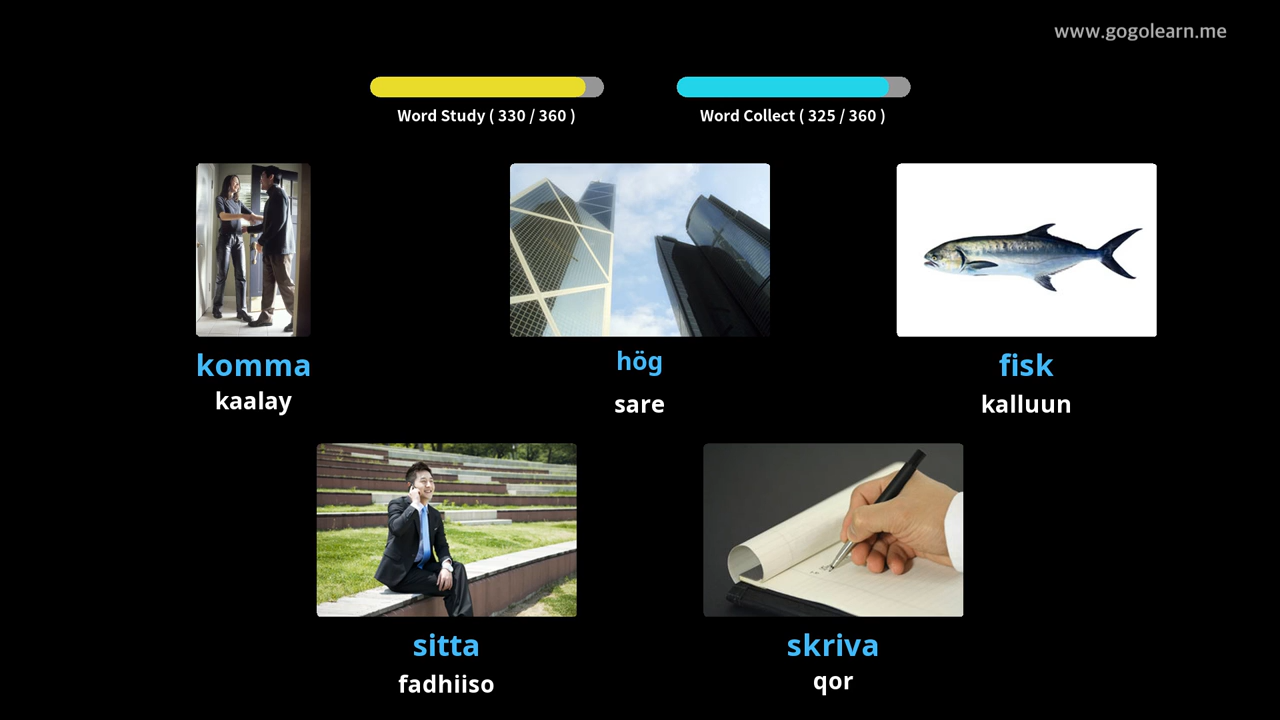 www.gogolearn.me
Word Study ( 330 / 360 )
Word Collect ( 325 / 360 )
komma
kaalay
hög
sare
fisk
kalluun
sitta
fadhiiso
skriva
qor